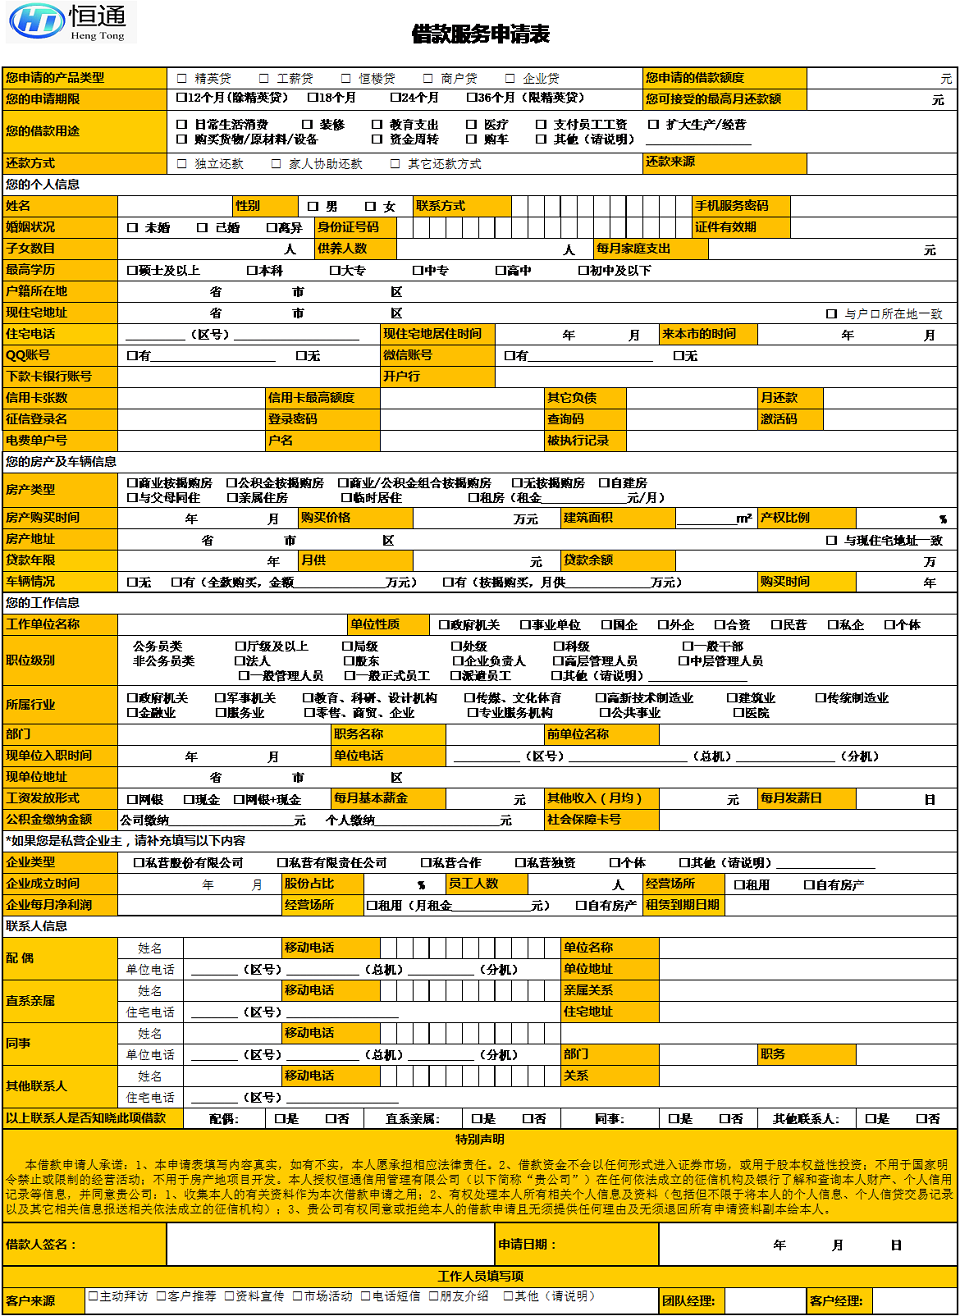 恒通
Heng Tong
借款服务申请表
您申请的产品类型 □ 精英贷 □ 工薪贷 □ 恒楼贷 □ 商户贷 □ 企业贷 您申请的借款额度 元
您的申请期限 □12个月(除精英贷) □18个月 □24个月 □36个月(限精英贷) 您可接受的最高月还款额 元
您的借款用途 □ 日常生活消费 □ 装修 □ 教育支出 □ 医疗 □ 支付员工工资 □ 扩大生产/经营
□ 购买货物/原材料/设备 □ 资金周转 □ 购车 □ 其他(请说明)
还款方式 □ 独立还款 □ 家人协助还款 □ 其它还款方式 还款来源
您的个人信息
姓名 性别 □ 男 □ 女 联系方式 手机服务密码
婚姻状况 □ 未婚 □ 已婚 □离异 身份证号码 证件有效期
子女数目 人 供养人数 人 每月家庭支出 元
最高学历 □硕士及以上 □本科 □大专 □中专 □高中 □初中及以下
户籍所在地 省 市 区
现住宅地址 省 市 区 □ 与户口所在地一致
住宅电话 (区号) 现住宅地居住时间 年 月 来本市的时间 年 月
QQ账号 □有 □无 微信账号 □有 □无
下款卡银行账号 开户行
信用卡张数 信用卡最高额度 其它负债 月还款
征信登录名 登录密码 查询码 激活码
电费单户号 户名 被执行记录
您的房产及车辆信息
房产类型 □商业按揭购房 □公积金按揭购房 □商业/公积金组合按揭购房 □无按揭购房 □自建房
□与父母同住 □亲属住房 □临时居住 □租房(租金 元/月)
房产购买时间 年 月 购买价格 万元 建筑面积 m² 产权比例 %
房产地址 省 市 区 □ 与现住宅地址一致
贷款年限 年 月供 元 贷款余额 万
车辆情况 □无 □有(全款购买,金额 万元) □有(按揭购买,月供 万元) 购买时间 年
您的工作信息
工作单位名称 单位性质 □政府机关 □事业单位 □国企 □外企 □合资 □民营 □私企 □个体
职位级别 公务员类 □厅级及以上 □局级 □处级 □科级 □一般干部
非公务员类 □法人 □股东 □企业负责人 □高层管理人员 □中层管理人员
□一般管理人员 □一般正式员工 □派遣员工 □其他(请说明)
所属行业 □政府机关 □军事机关 □教育、科研、设计机构 □传媒、文化体育 □高新技术制造业 □建筑业 □传统制造业
□金融业 □服务业 □零售、商贸、企业 □专业服务机构 □公共事业 □医院
部门 职务名称 前单位名称
现单位入职时间 年 月 单位电话 (区号) (总机) (分机)
现单位地址 省 市 区
工资发放形式 □网银 □现金 □网银+现金 每月基本薪金 元 其他收入(月均) 元 每月发薪日 日
公积金缴纳金额 公司缴纳 元 个人缴纳 元 社会保障卡号
*如果您是私营企业主,请补充填写以下内容
企业类型 □私营股份有限公司 □私营有限责任公司 □私营合作 □私营独资 □个体 □其他(请说明)
企业成立时间 年 月 股份占比 % 员工人数 人 经营场所 □租用 □自有房产
企业每月净利润 经营场所 □租用(月租金 元) □自有房产 租赁到期日期
联系人信息
配 偶 姓名 移动电话 单位名称
单位电话 (区号) (总机) (分机) 单位地址
直系亲属 姓名 移动电话 亲属关系
住宅电话 (区号) 住宅地址
同事 姓名 移动电话
单位电话 (区号) (总机) (分机) 部门 职务
其他联系人 姓名 移动电话 关系
住宅电话 (区号)
以上联系人是否知晓此项借款 配偶: □是 □否 直系亲属: □是 □否 同事: □是 □否 其他联系人: □是 □否
特别声明
本借款申请人承诺:1、本申请表填写内容真实,如有不实,本人愿承担相应法律责任。2、借款资金不会以任何形式进入证券市场,或用于股本权益性投资;不用于国家明
令禁止或限制的经营活动;不用于房产地项目开发。本人授权恒通信用管理有限公司(以下简称“贵公司”)在任何依法成立的征信机构及银行了解和查询本人财产、个人信用
记录等信息,并同意贵公司:1、收集本人的有关资料作为本次借款申请之用;2、有权处理本人所有相关个人信息及资料(包括但不限于将本人的个人信息、个人信贷交易记录
以及其它相关信息报送相关依法成立的征信机构);3、贵公司有权同意或拒绝本人的借款申请且无须提供任何理由及无须退回所有申请资料副本给本人。
借款人签名: 申请日期: 年 月 日
工作人员填写项
客户来源 □主动拜访 □客户推荐 □资料宣传 □市场活动 □电话短信 □朋友介绍 □其他(请说明) 团队经理: 客户经理: